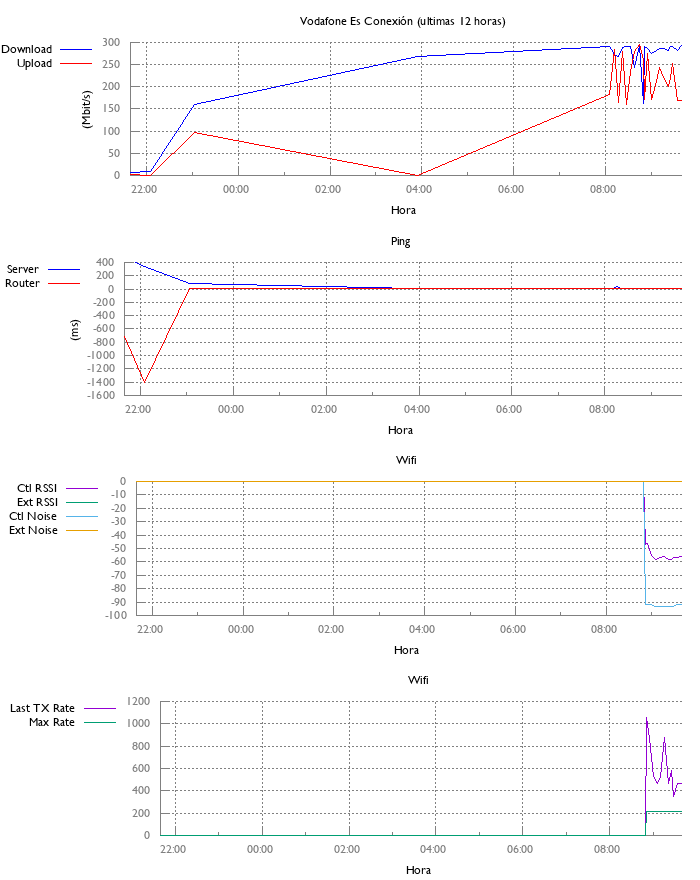 Vodafone Es Conexión (ultimas 12 horas)
Download
Upload
300
250
200
150
100
50
0
(Mbit/s)
22:00 00:00 02:00 04:00 06:00 08:00
Hora
Ping
Server
Router
400
200
0
-200
-400
-600
-800
-1000
-1200
-1400
-1600
(ms)
22:00 00:00 02:00 04:00 06:00 08:00
Hora
Wifi
Ctl RSSI
Ext RSSI
Ctl Noise
Ext Noise
0
-10
-20
-30
-40
-50
-60
-70
-80
-90
-100
22:00 00:00 02:00 04:00 06:00 08:00
Hora
Wifi
Last TX Rate
Max Rate
1200
1000
800
600
400
200
0
22:00 00:00 02:00 04:00 06:00 08:00
Hora